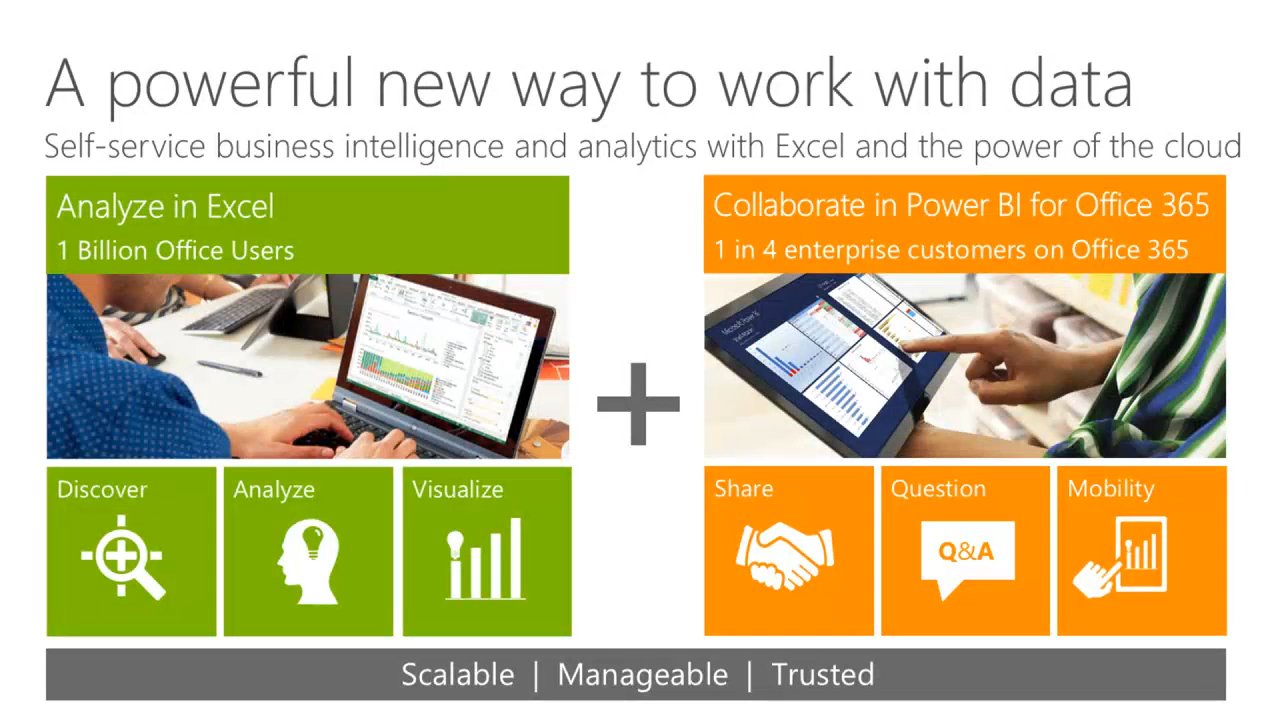 A powerful new way to work with data
Self-service business intelligence and analytics with Excel and the power of the cloud
Analyze in Excel
1 Billion Office Users
Collaborate in Power BI for Office 365
1 in 4 enterprise customers on Office 365
Discover
Analyze
Visualize
Share
Question
Q&A
Mobility
Scalable | Manageable | Trusted